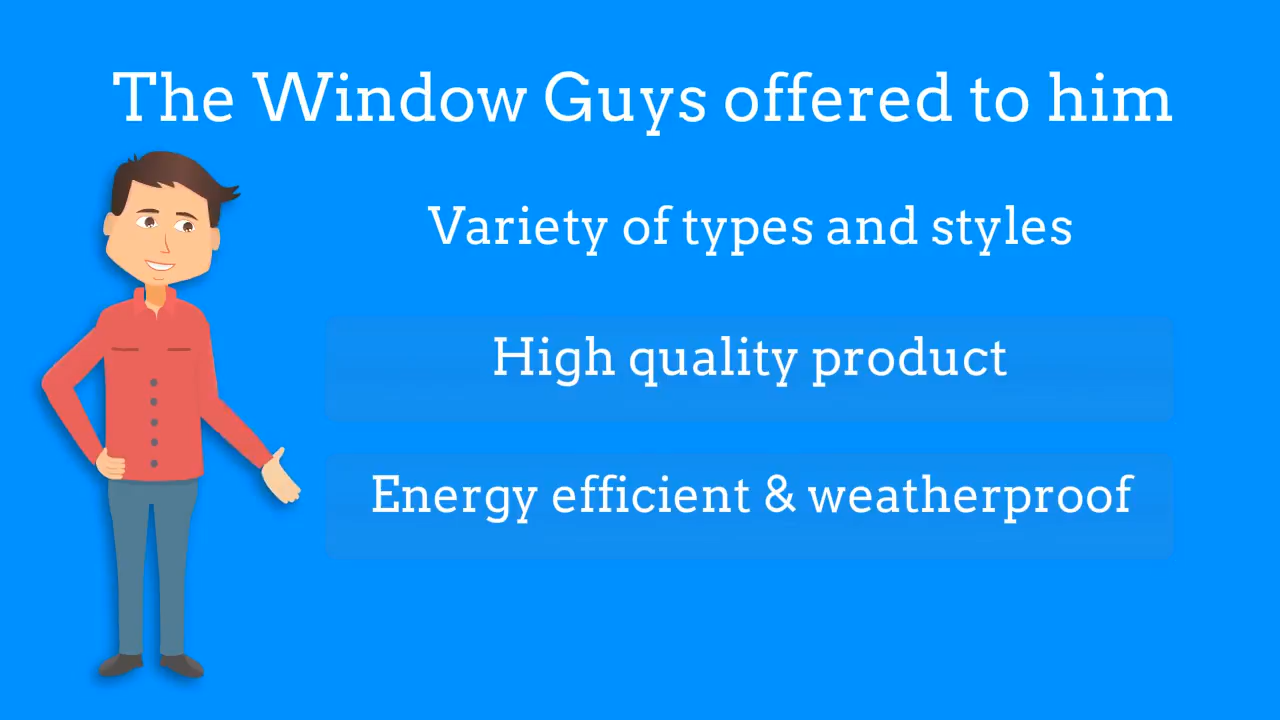 The Window Guys offered to him
Variety of types and styles
High quality product
Energy efficient & weatherproof